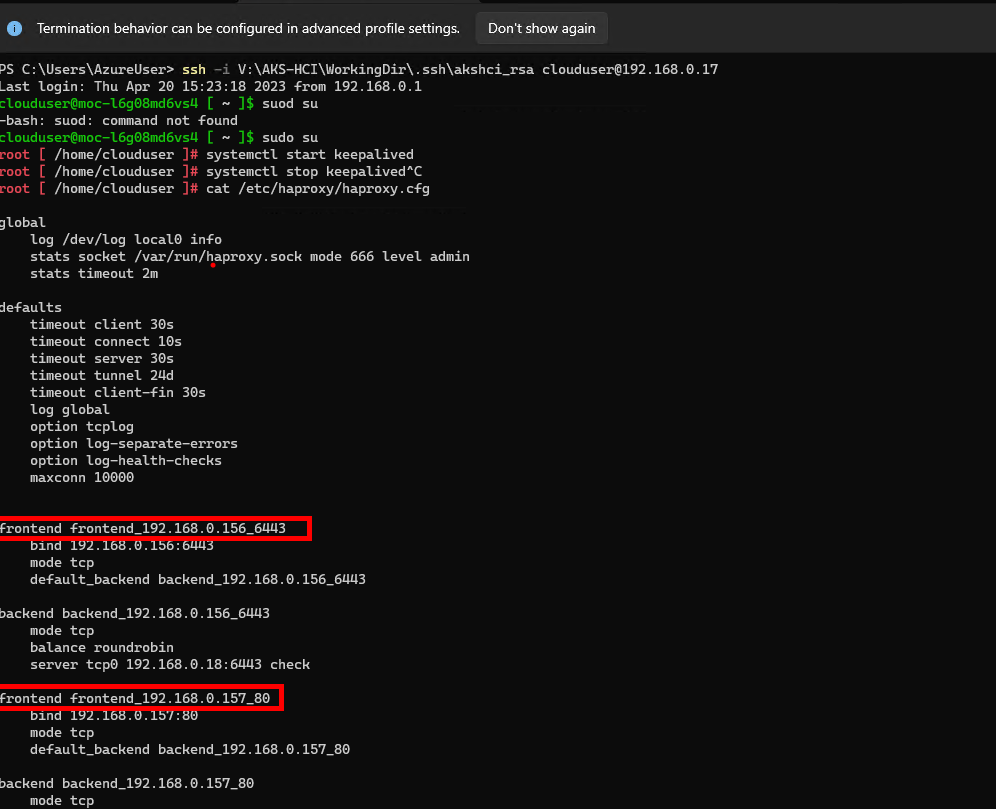 Termination behavior can be configured in advanced profile settings. Don't show again
PS C:\Users\AzureUser> ssh -i V:\AKS-HCI\WorkingDir\.ssh\akshci_rsa clouduser@192.168.0.17
Last login: Thu Apr 20 15:23:18 2023 from 192.168.0.1
clouduser@moc-l6g08md6vs4 [ ~ ]$ suod su
-bash: suod: command not found
clouduser@moc-l6g08md6vs4 [ ~ ]$ sudo su
root [ /home/clouduser ]# systemctl start keepalived
root [ /home/clouduser ]# systemctl stop keepalived^C
root [ /home/clouduser ]# cat /etc/haproxy/haproxy.cfg
global
log /dev/log local0 info
stats socket /var/run/haproxy.sock mode 666 level admin
stats timeout 2m
defaults
timeout client 30s
timeout connect 10s
timeout server 30s
timeout tunnel 24d
timeout client-fin 30s
log global
option tcplog
option log-separate-errors
option log-health-checks
maxconn 10000
frontend frontend_192.168.0.156_6443
bind 192.168.0.156:6443
mode tcp
default_backend backend_192.168.0.156_6443
backend backend_192.168.0.156_6443
mode tcp
balance roundrobin
server tcp0 192.168.0.18:6443 check
frontend frontend_192.168.0.157_80
bind 192.168.0.157:80
mode tcp
default_backend backend_192.168.0.157_80
backend backend_192.168.0.157_80
mode tcp